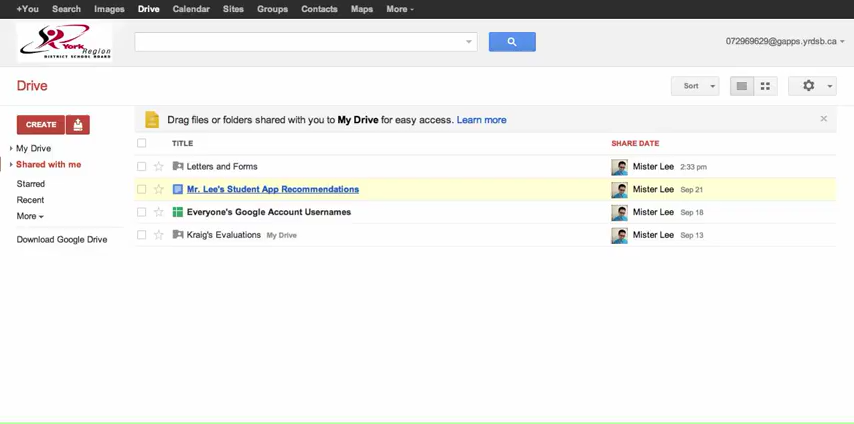 +You Search Images Drive Calendar Sites Groups Contacts Maps More
York Region
DISTRICT SCHOOL BOARD
072969629@gapps.yrdsb.ca
Drive
Sort
CREATE
Drag files or folders shared with you to My Drive for easy access. Learn more
My Drive
Shared with me
Starred
Recent
More
Download Google Drive
TITLE SHARE DATE
Letters and Forms Mister Lee 2:33 pm
Mr. Lee's Student App Recommendations Mister Lee Sep 21
Everyone's Google Account Usernames Mister Lee Sep 18
Kraig's Evaluations My Drive Mister Lee Sep 13